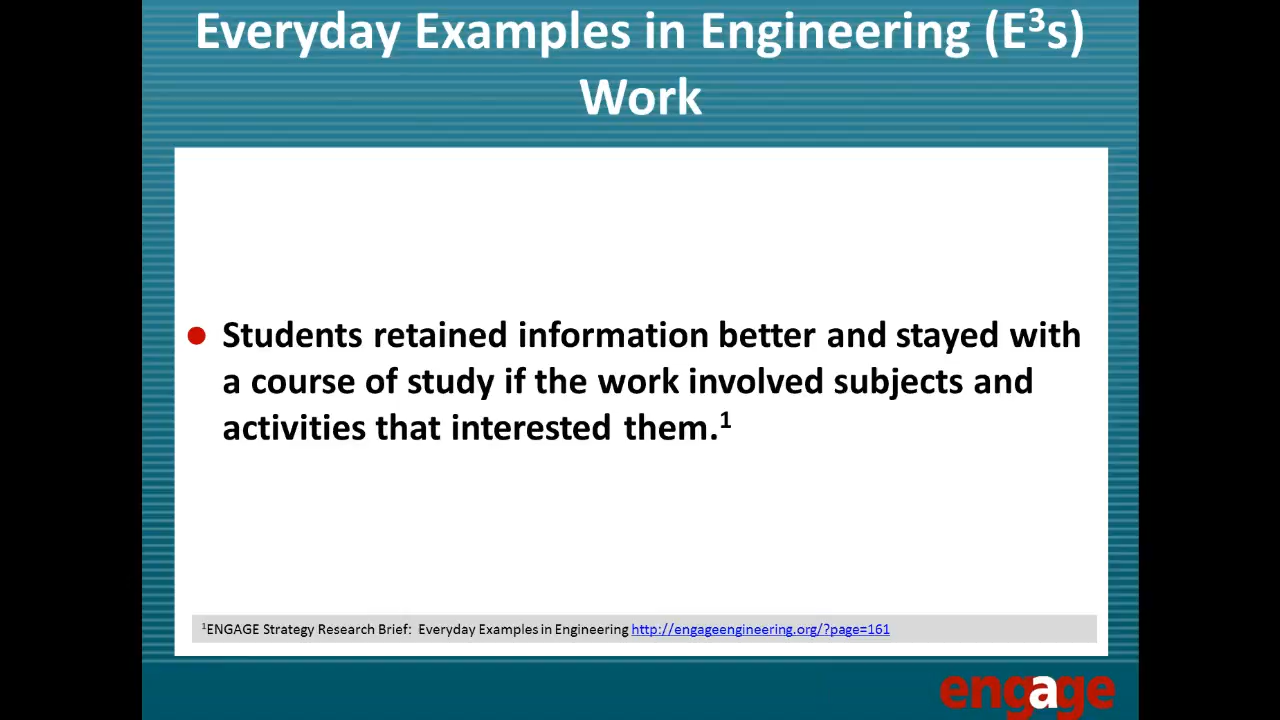 Everyday Examples in Engineering (E³s)
Work
● Students retained information better and stayed with
a course of study if the work involved subjects and
activities that interested them.¹
¹ENGAGE Strategy Research Brief: Everyday Examples in Engineering http://engageengineering.org/?page=161
engage